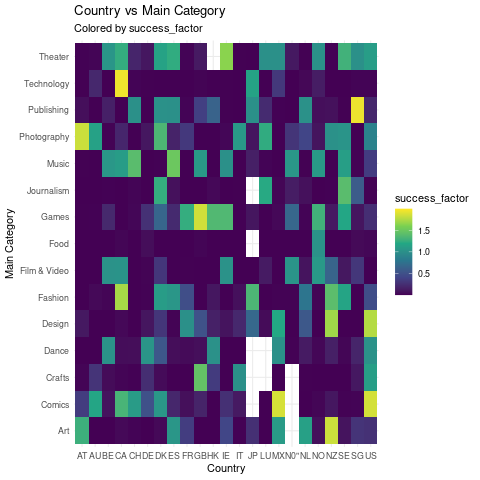 Country vs Main Category
Colored by success_factor
Theater
Technology
Publishing
Photography
Music
Journalism
Games
Food
Film & Video
Fashion
Design
Dance
Crafts
Comics
Art
Main Category
AT AU BE CA CH DE DK ES FR GB HK IE IT JP LU MX N0" NL NO NZ SE SG US
Country
success_factor
1.5
1.0
0.5